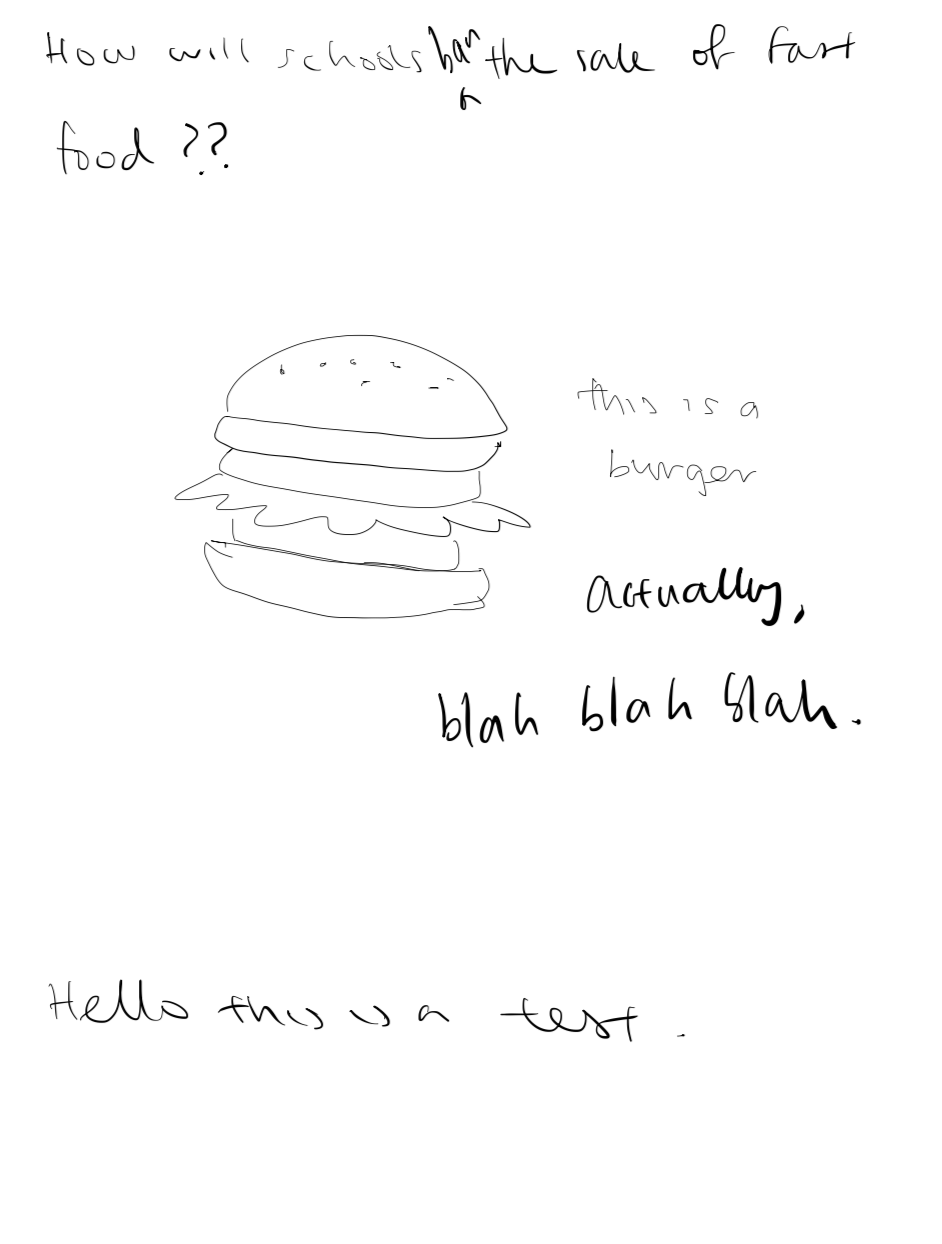 How will schools ban the sale of fast
food ??
this is a
burger
actually,
blah blah blah.
Hello this is a test.